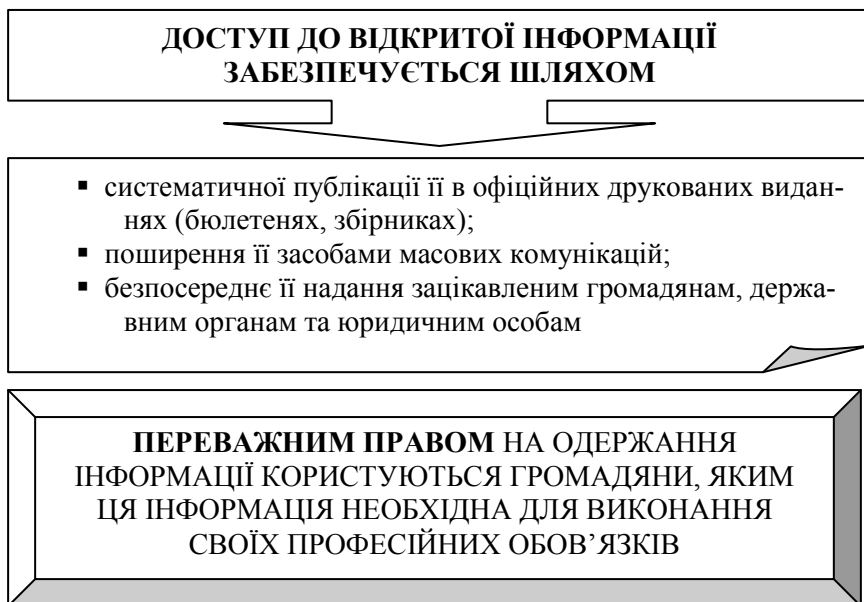 ДОСТУП ДО ВІДКРИТОЇ ІНФОРМАЦІЇ
ЗАБЕЗПЕЧУЄТЬСЯ ШЛЯХОМ
▪ систематичної публікації її в офіційних друкованих видан-
нях (бюлетенях, збірниках);
▪ поширення її засобами масових комунікацій;
▪ безпосереднє її надання зацікавленим громадянам, держа-
вним органам та юридичним особам
ПЕРЕВАЖНИМ ПРАВОМ НА ОДЕРЖАННЯ
ІНФОРМАЦІЇ КОРИСТУЮТЬСЯ ГРОМАДЯНИ, ЯКИМ
ЦЯ ІНФОРМАЦІЯ НЕОБХІДНА ДЛЯ ВИКОНАННЯ
СВОЇХ ПРОФЕСІЙНИХ ОБОВ’ЯЗКІВ